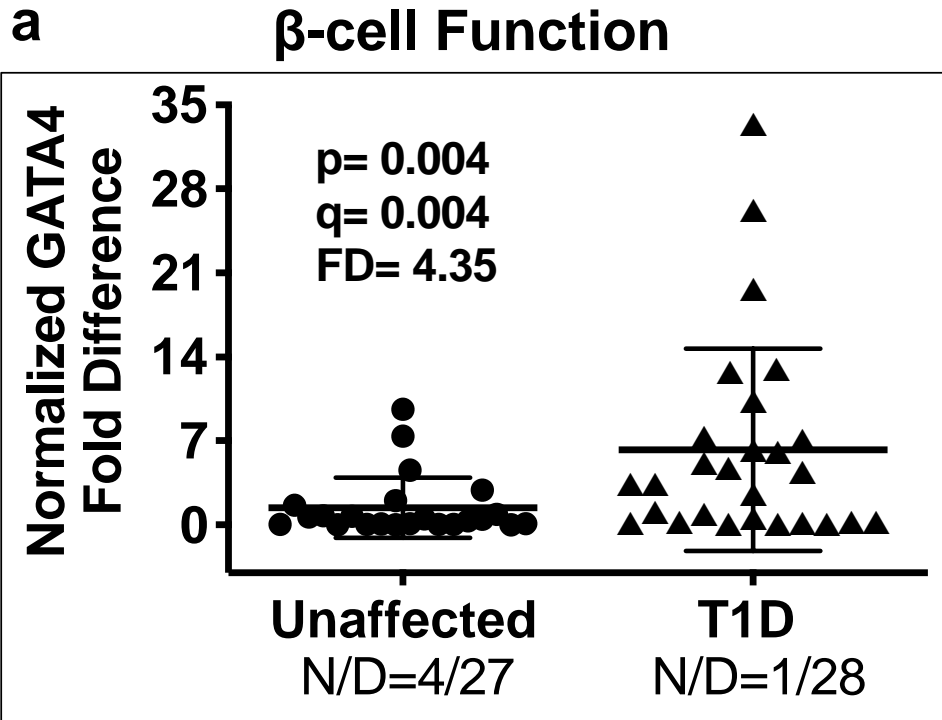 a
β-cell Function
Normalized GATA4
Fold Difference
35
28
21
14
7
0
p= 0.004
q= 0.004
FD= 4.35
Unaffected
N/D=4/27
T1D
N/D=1/28